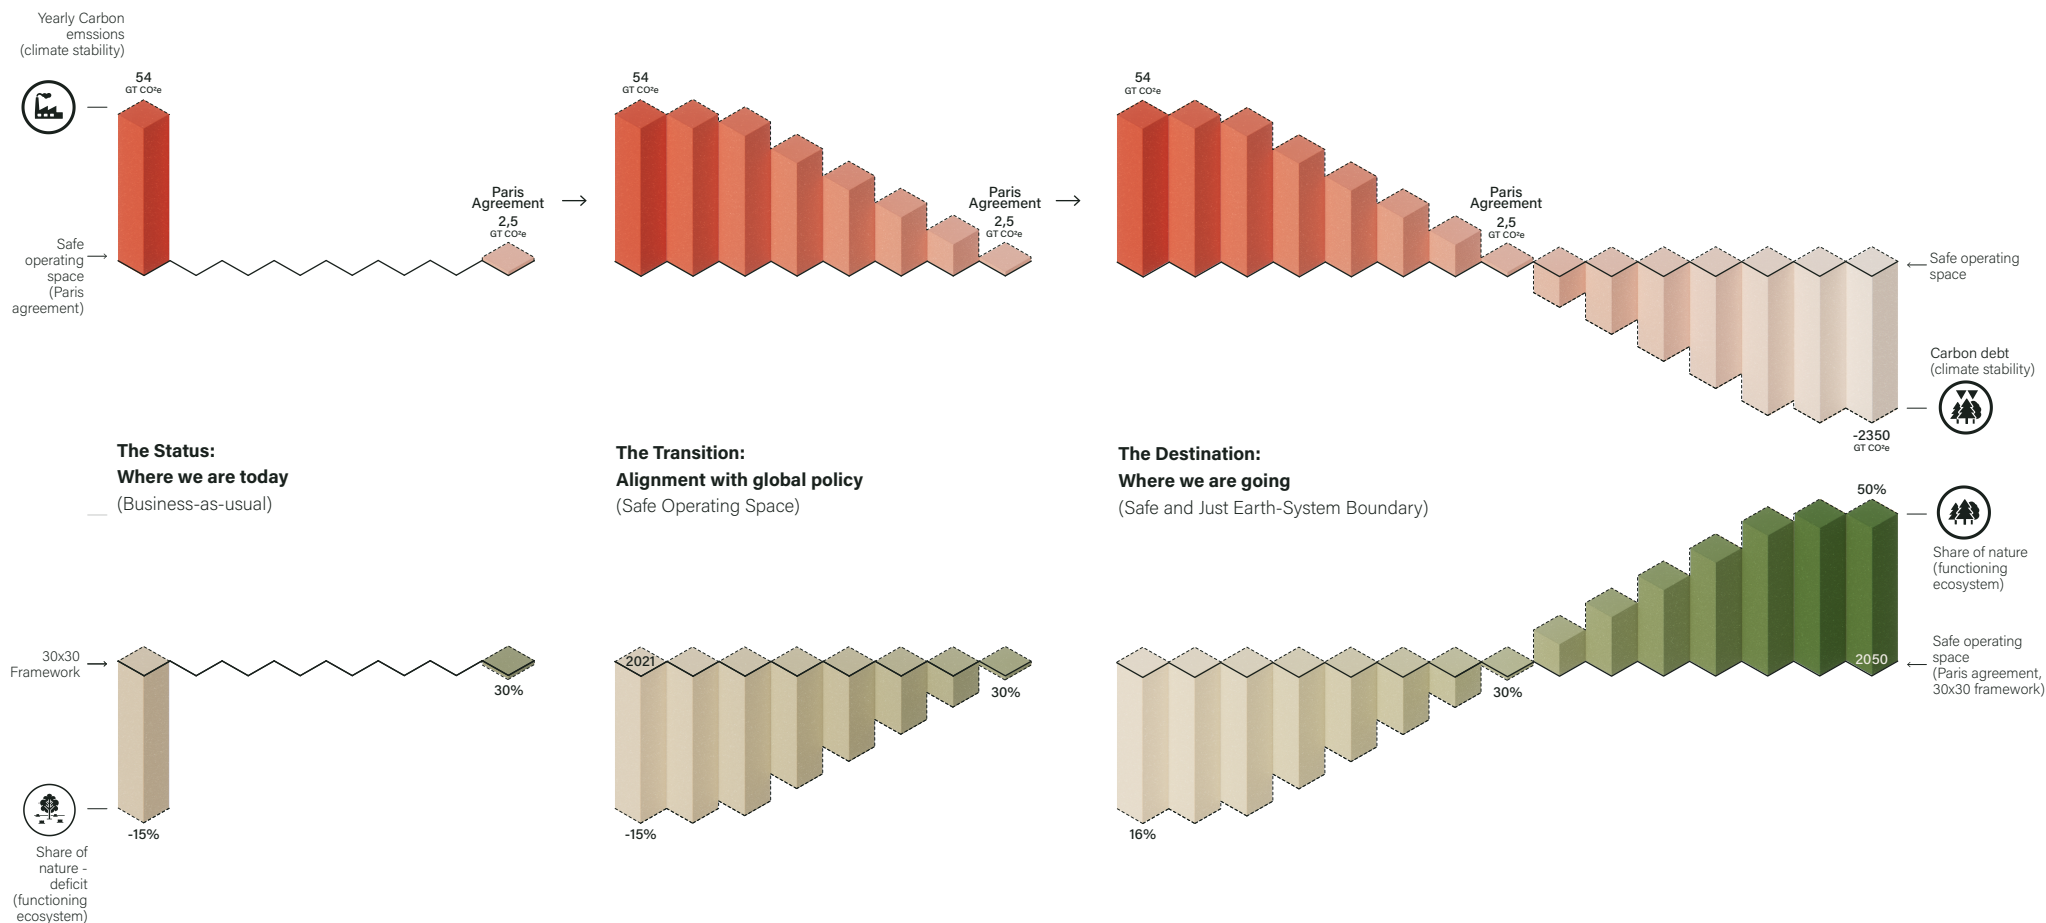 Yearly Carbon
emssions
(climate stability)
54
GT CO²e
Safe
operating
space
(Paris
agreement)
Paris
Agreement
2,5
GT CO²e
54
GT CO²e
Paris
Agreement
2,5
GT CO²e
54
GT CO²e
Paris
Agreement
2,5
GT CO²e
Safe operating
space
Carbon debt
(climate stability)
-2350
GT CO²e
The Status:
Where we are today
(Business-as-usual)
The Transition:
Alignment with global policy
(Safe Operating Space)
The Destination:
Where we are going
(Safe and Just Earth-System Boundary)
50%
Share of nature
(functioning
ecosystem)
30x30
Framework
30%
-15%
Share of
nature -
deficit
(functioning
ecosystem)
2021
30%
-15%
30%
16%
2050
Safe operating
space
(Paris agreement,
30x30 framework)